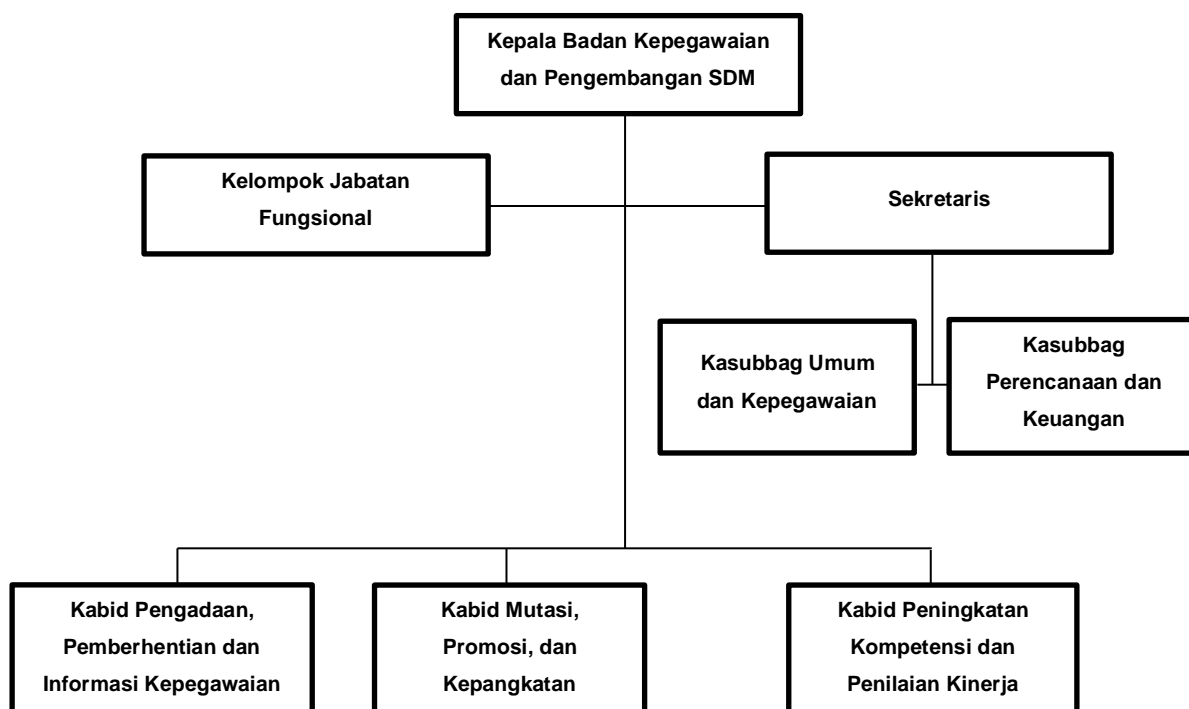 Kepala Badan Kepegawaian
dan Pengembangan SDM
Kelompok Jabatan
Fungsional
Sekretaris
Kasubbag Umum
dan Kepegawaian
Kasubbag
Perencanaan dan
Keuangan
Kabid Pengadaan,
Pemberhentian dan
Informasi Kepegawaian
Kabid Mutasi,
Promosi, dan
Kepangkatan
Kabid Peningkatan
Kompetensi dan
Penilaian Kinerja